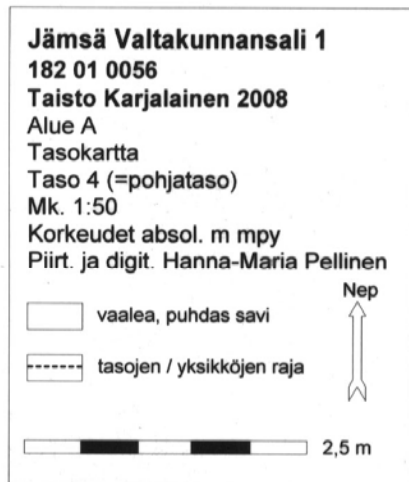 Jämsä Valtakunnansali 1
182 01 0056
Taisto Karjalainen 2008
Alue A
Tasokartta
Taso 4 (=pohjataso)
Mk. 1:50
Korkeudet absol. m mpy
Piirt. ja digit. Hanna-Maria Pellinen
Nep
vaalea, puhdas savi
tasojen / yksikköjen raja
2,5 m